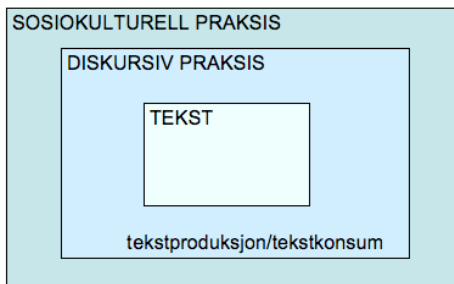 SOSIOKULTURELL PRAKSIS
DISKURSIV PRAKSIS
TEKST
tekstproduksjon/tekstkonsum